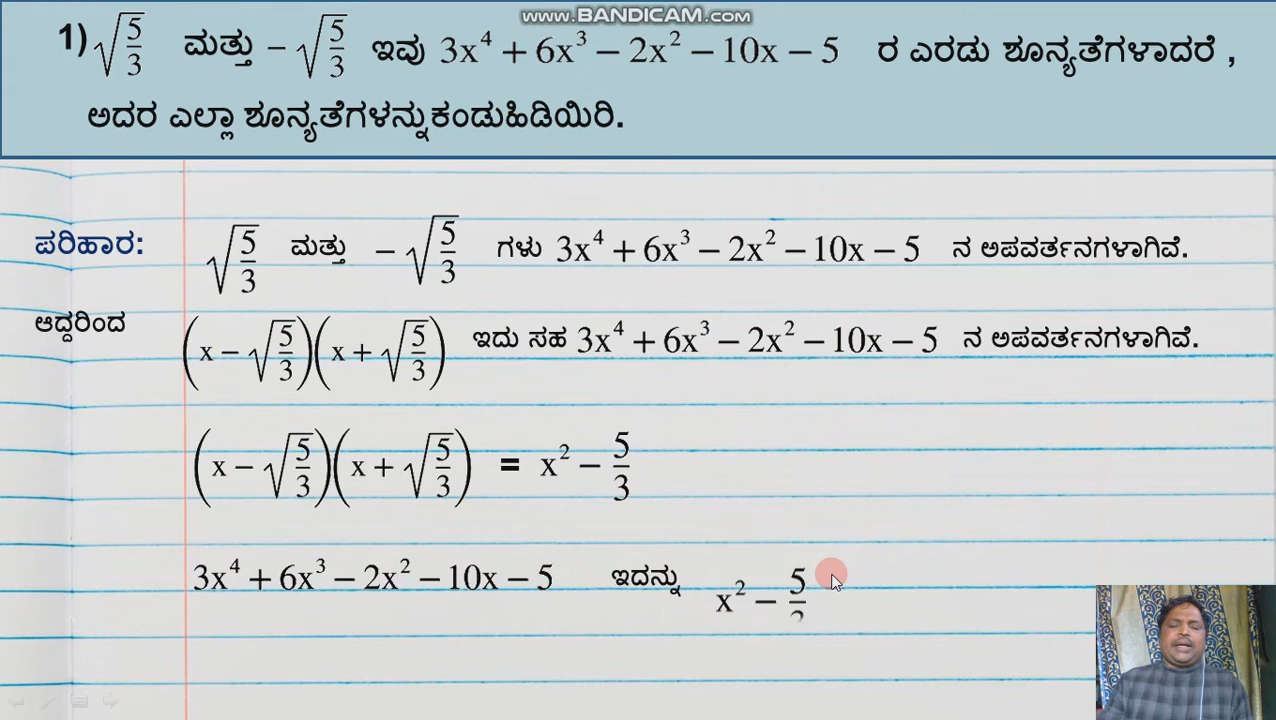 www.BANDICAM.com
1) √(5/3) ಮತ್ತು −√(5/3) ಇವು 3x⁴ + 6x³ − 2x² − 10x − 5 ರ ಎರಡು ಶೂನ್ಯತೆಗಳಾದರೆ ,
ಅದರ ಎಲ್ಲಾ ಶೂನ್ಯತೆಗಳನ್ನು ಕಂಡುಹಿಡಿಯಿರಿ.
ಪರಿಹಾರ: √(5/3) ಮತ್ತು −√(5/3) ಗಳು 3x⁴ + 6x³ − 2x² − 10x − 5 ನ ಅಪವರ್ತನಗಳಾಗಿವೆ.
ಆದ್ದರಿಂದ (x − √(5/3))(x + √(5/3)) ಇದು ಸಹ 3x⁴ + 6x³ − 2x² − 10x − 5 ನ ಅಪವರ್ತನಗಳಾಗಿವೆ.
(x − √(5/3))(x + √(5/3)) = x² − 5/3
3x⁴ + 6x³ − 2x² − 10x − 5 ಇದನ್ನು x² − 5/